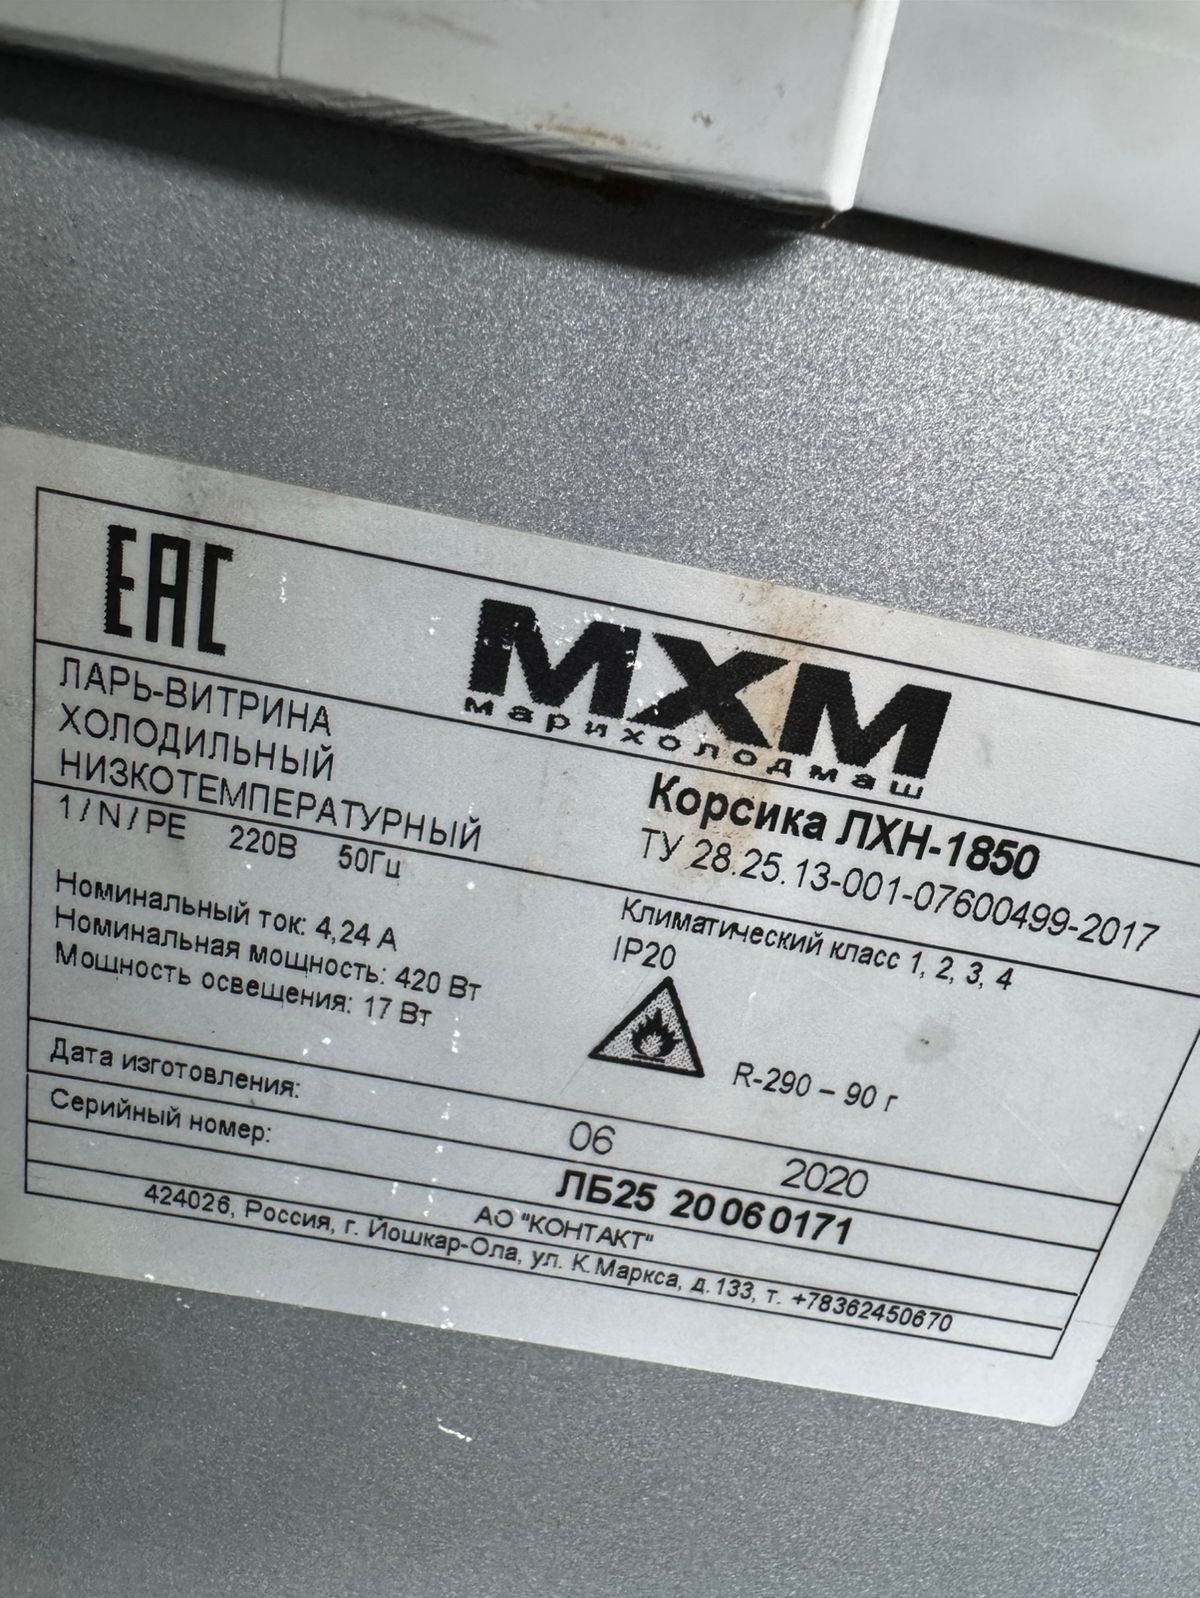 EAC
МХМ
марихолодмаш
ЛАРЬ-ВИТРИНА
ХОЛОДИЛЬНЫЙ
НИЗКОТЕМПЕРАТУРНЫЙ
Корсика ЛХН-1850
ТУ 28.25.13-001-07600499-2017
1 / N / PE 220В 50Гц
Номинальный ток: 4,24 А
Номинальная мощность: 420 Вт
Мощность освещения: 17 Вт
Климатический класс 1, 2, 3, 4
IP20
R-290 – 90 г
Дата изготовления: 06 2020
Серийный номер: ЛБ25 20060171
АО "КОНТАКТ"
424026, Россия, г. Йошкар-Ола, ул. К.Маркса, д.133, т. +78362450670